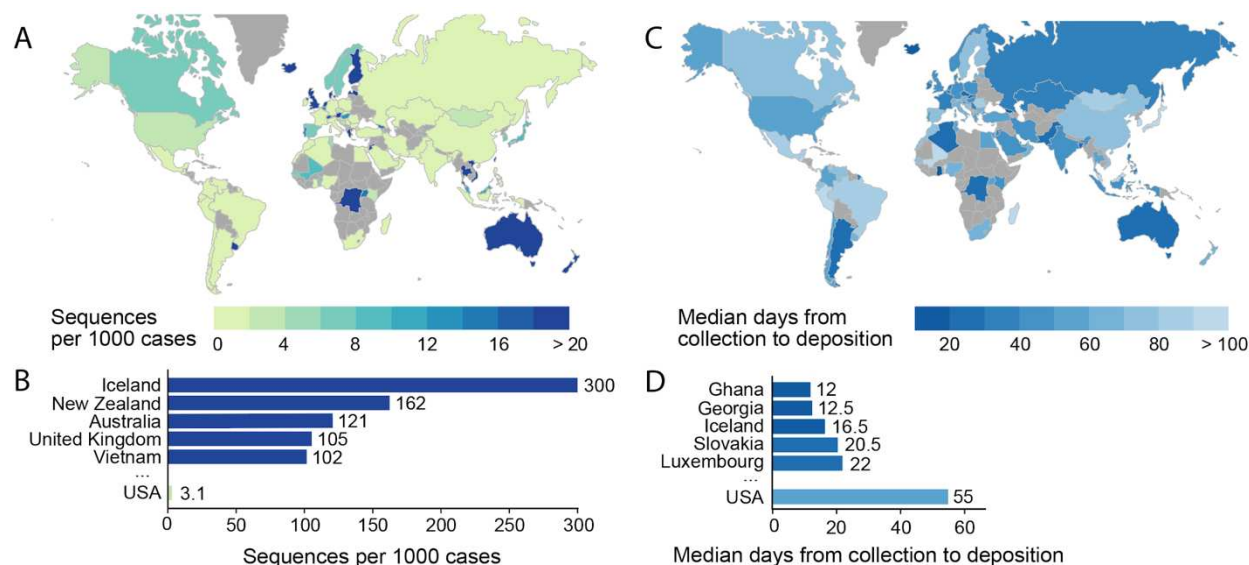 A
Sequences
per 1000 cases
0 4 8 12 16 > 20
B
Iceland 300
New Zealand 162
Australia 121
United Kingdom 105
Vietnam 102
...
USA 3.1
0 50 100 150 200 250 300
Sequences per 1000 cases
C
Median days from
collection to deposition
20 40 60 80 > 100
D
Ghana 12
Georgia 12.5
Iceland 16.5
Slovakia 20.5
Luxembourg 22
...
USA 55
0 20 40 60
Median days from collection to deposition